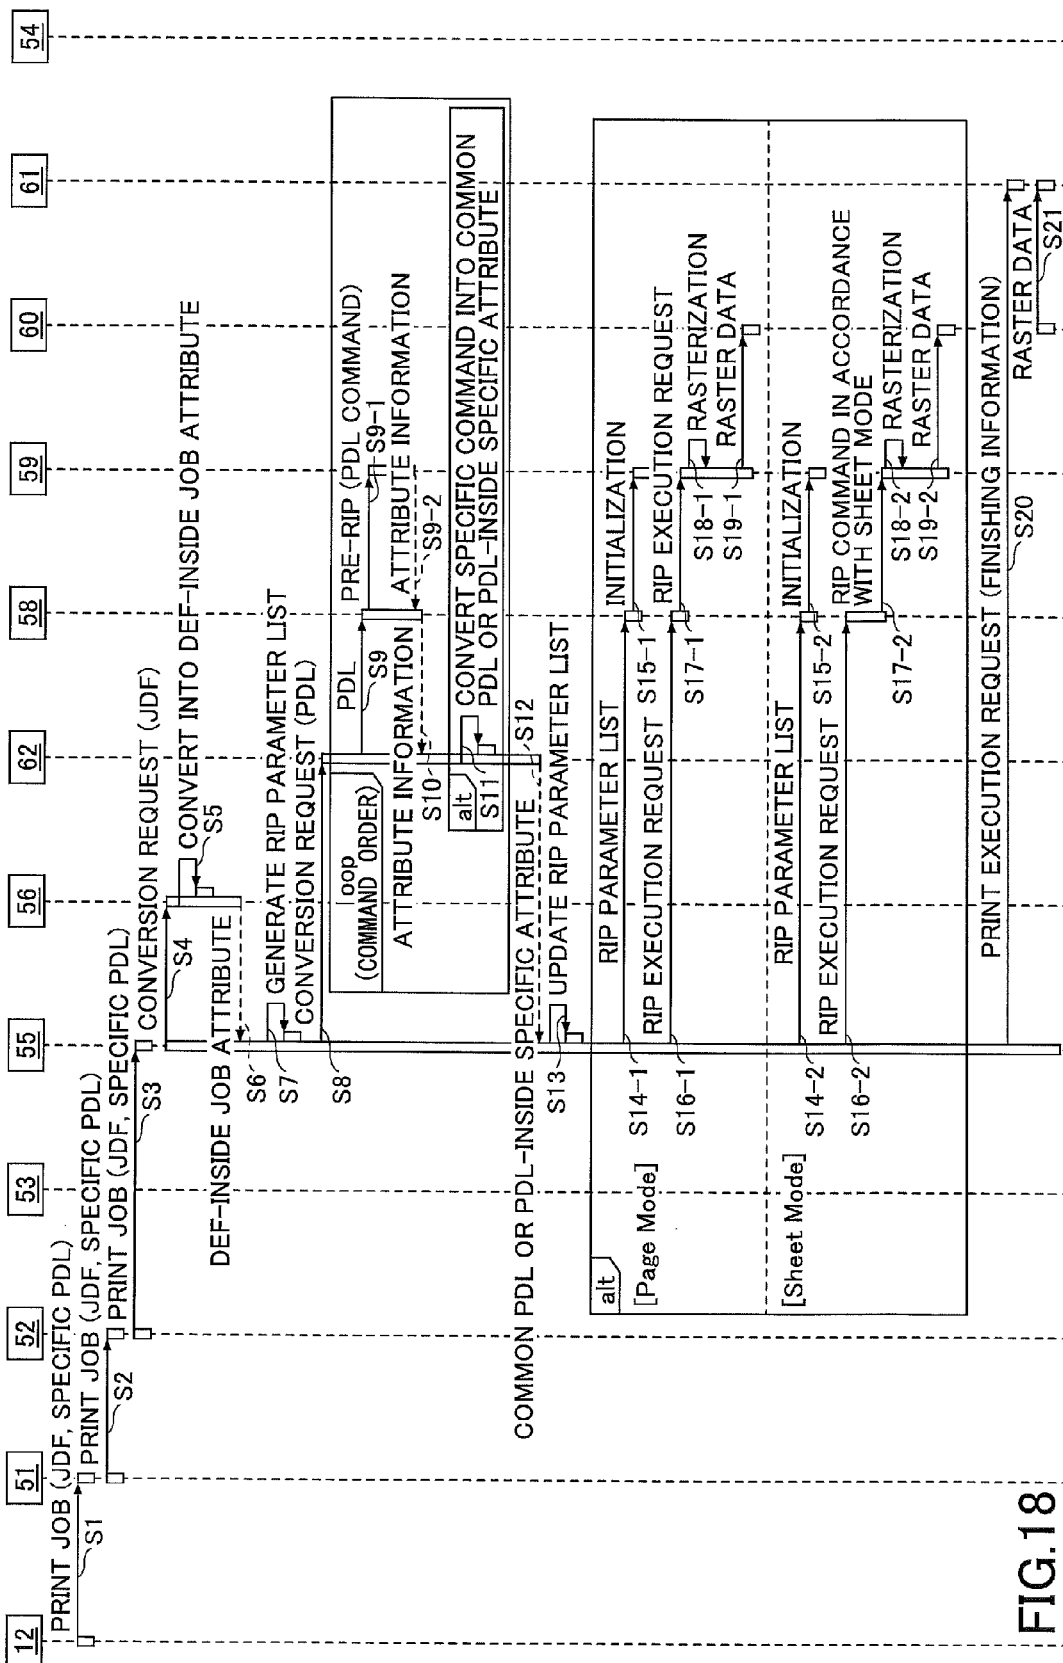 12
51
52
53
55
56
62
58
59
60
61
54
PRINT JOB (JDF, SPECIFIC PDL)
S1
PRINT JOB (JDF, SPECIFIC PDL)
S2
PRINT JOB (JDF, SPECIFIC PDL)
S3
CONVERSION REQUEST (JDF)
S4
CONVERT INTO DEF-INSIDE JOB ATTRIBUTE
S5
DEF-INSIDE JOB ATTRIBUTE
S6
GENERATE RIP PARAMETER LIST
S7
CONVERSION REQUEST (PDL)
S8
oop
(COMMAND ORDER)
PDL
S9
PRE-RIP (PDL COMMAND)
S9-1
ATTRIBUTE INFORMATION
S9-2
ATTRIBUTE INFORMATION
S10
alt
S11
CONVERT SPECIFIC COMMAND INTO COMMON
PDL OR PDL-INSIDE SPECIFIC ATTRIBUTE
COMMON PDL OR PDL-INSIDE SPECIFIC ATTRIBUTE
S12
UPDATE RIP PARAMETER LIST
S13
alt
[Page Mode]
RIP PARAMETER LIST
S14-1
INITIALIZATION
S15-1
RIP EXECUTION REQUEST
S16-1
RIP EXECUTION REQUEST
S17-1
RASTERIZATION
S18-1
RASTER DATA
S19-1
[Sheet Mode]
RIP PARAMETER LIST
S14-2
INITIALIZATION
S15-2
RIP EXECUTION REQUEST
S16-2
RIP COMMAND IN ACCORDANCE
WITH SHEET MODE
S17-2
RASTERIZATION
S18-2
RASTER DATA
S19-2
PRINT EXECUTION REQUEST (FINISHING INFORMATION)
S20
RASTER DATA
S21
FIG.18